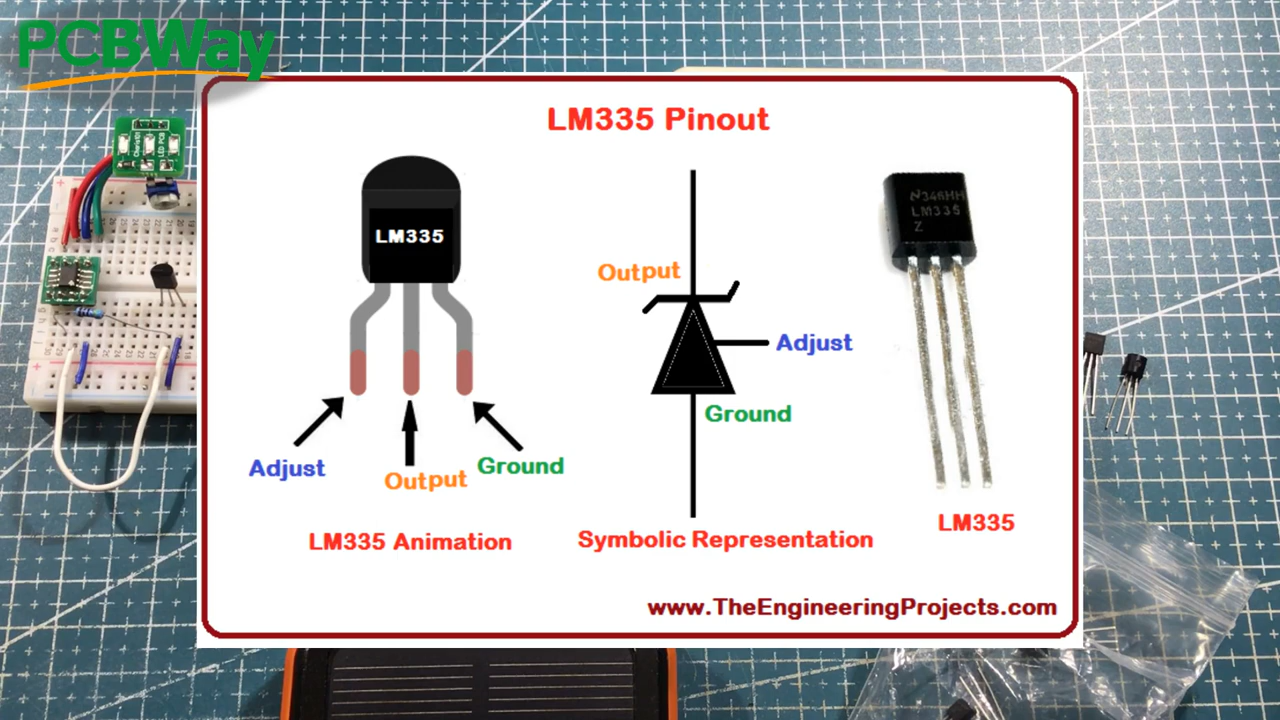 PCBWay
LM335 Pinout
LM335
346HH
LM335
Z
Output
Adjust
Ground
Adjust
Output
Ground
LM335 Animation
Symbolic Representation
LM335
www.TheEngineeringProjects.com